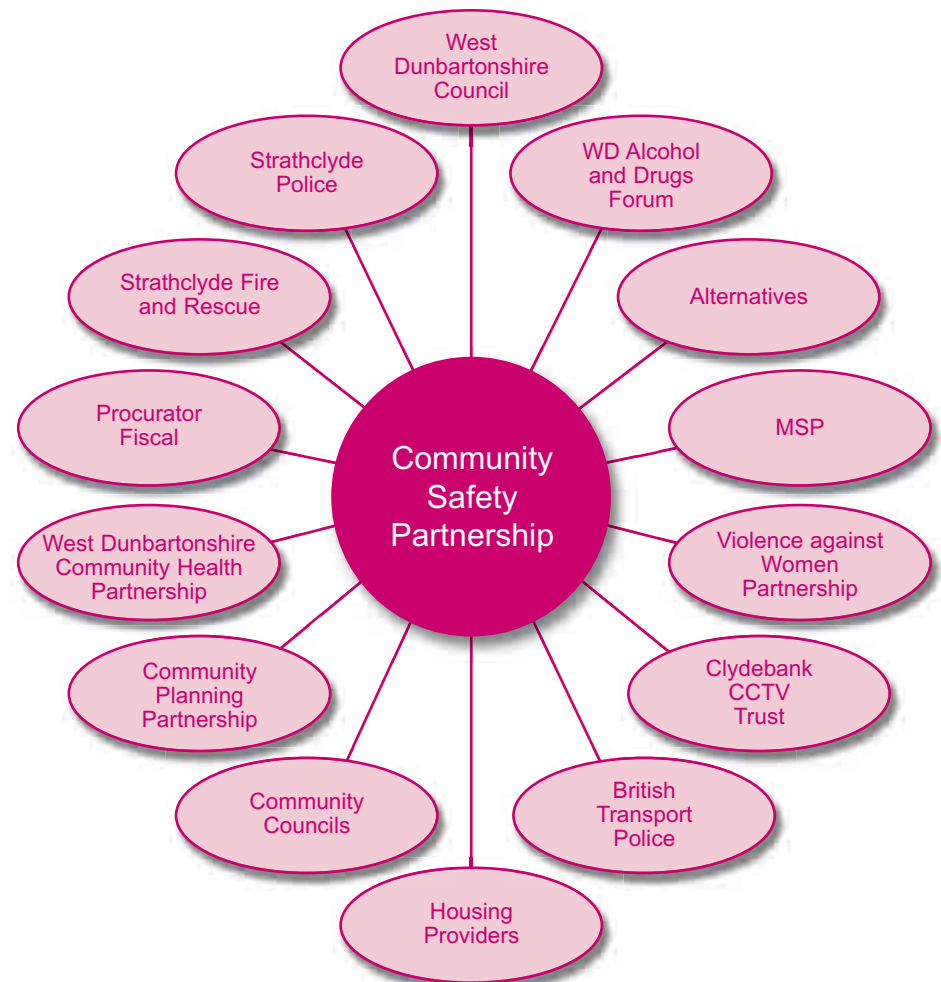 West
Dunbartonshire
Council
WD Alcohol
and Drugs
Forum
Alternatives
MSP
Violence against
Women
Partnership
Clydebank
CCTV
Trust
British
Transport
Police
Housing
Providers
Community
Councils
Community
Planning
Partnership
West Dunbartonshire
Community Health
Partnership
Procurator
Fiscal
Strathclyde Fire
and Rescue
Strathclyde
Police
Community
Safety
Partnership